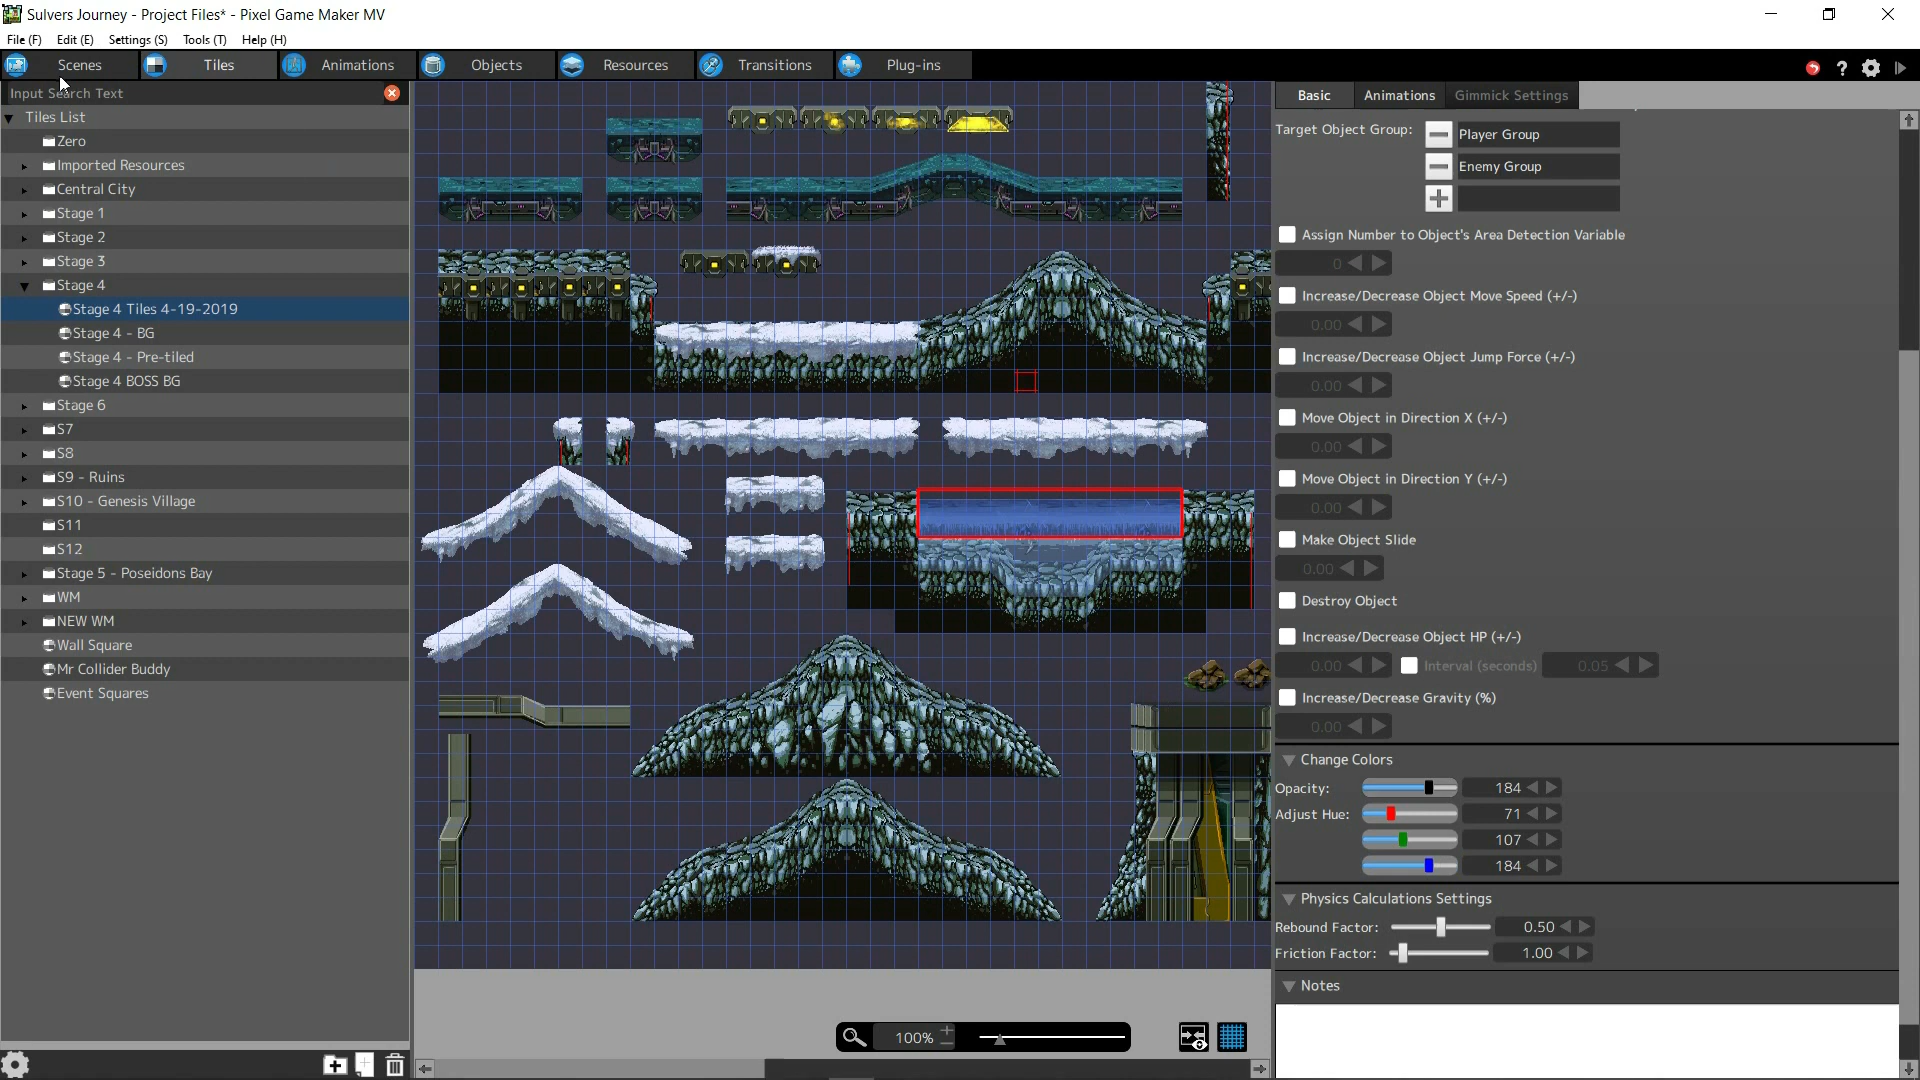 Sulvers Journey - Project Files* - Pixel Game Maker MV
File (F) Edit (E) Settings (S) Tools (T) Help (H)
Scenes Tiles Animations Objects Resources Transitions Plug-ins
Input Search Text
Tiles List
Zero
Imported Resources
Central City
Stage 1
Stage 2
Stage 3
Stage 4
Stage 4 Tiles 4-19-2019
Stage 4 - BG
Stage 4 - Pre-tiled
Stage 4 BOSS BG
Stage 6
S7
S8
S9 - Ruins
S10 - Genesis Village
S11
S12
Stage 5 - Poseidons Bay
WM
NEW WM
Wall Square
Mr Collider Buddy
Event Squares
100%
Basic Animations Gimmick Settings
Target Object Group: Player Group
Enemy Group
Assign Number to Object's Area Detection Variable
0
Increase/Decrease Object Move Speed (+/-)
0.00
Increase/Decrease Object Jump Force (+/-)
0.00
Move Object in Direction X (+/-)
0.00
Move Object in Direction Y (+/-)
0.00
Make Object Slide
0.00
Destroy Object
Increase/Decrease Object HP (+/-)
0.00 Interval (seconds) 0.05
Increase/Decrease Gravity (%)
0.00
Change Colors
Opacity: 184
Adjust Hue: 71
107
184
Physics Calculations Settings
Rebound Factor: 0.50
Friction Factor: 1.00
Notes